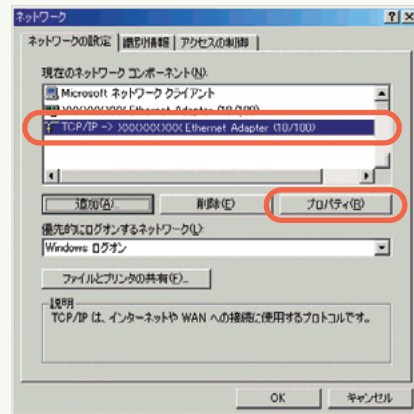 ネットワーク
ネットワークの設定 識別情報 アクセスの制御
現在のネットワーク コンポーネント(N):
Microsoft ネットワーク クライアント
XXXXXXXXX Ethernet Adapter (10/100)
TCP/IP -> XXXXXXXXX Ethernet Adapter (10/100)
追加(A)... 削除(E) プロパティ(R)
優先的にログオンするネットワーク(L):
Windows ログオン
ファイルとプリンタの共有(F)...
説明
TCP/IP は、インターネットや WAN への接続に使用するプロトコルです。
OK キャンセル